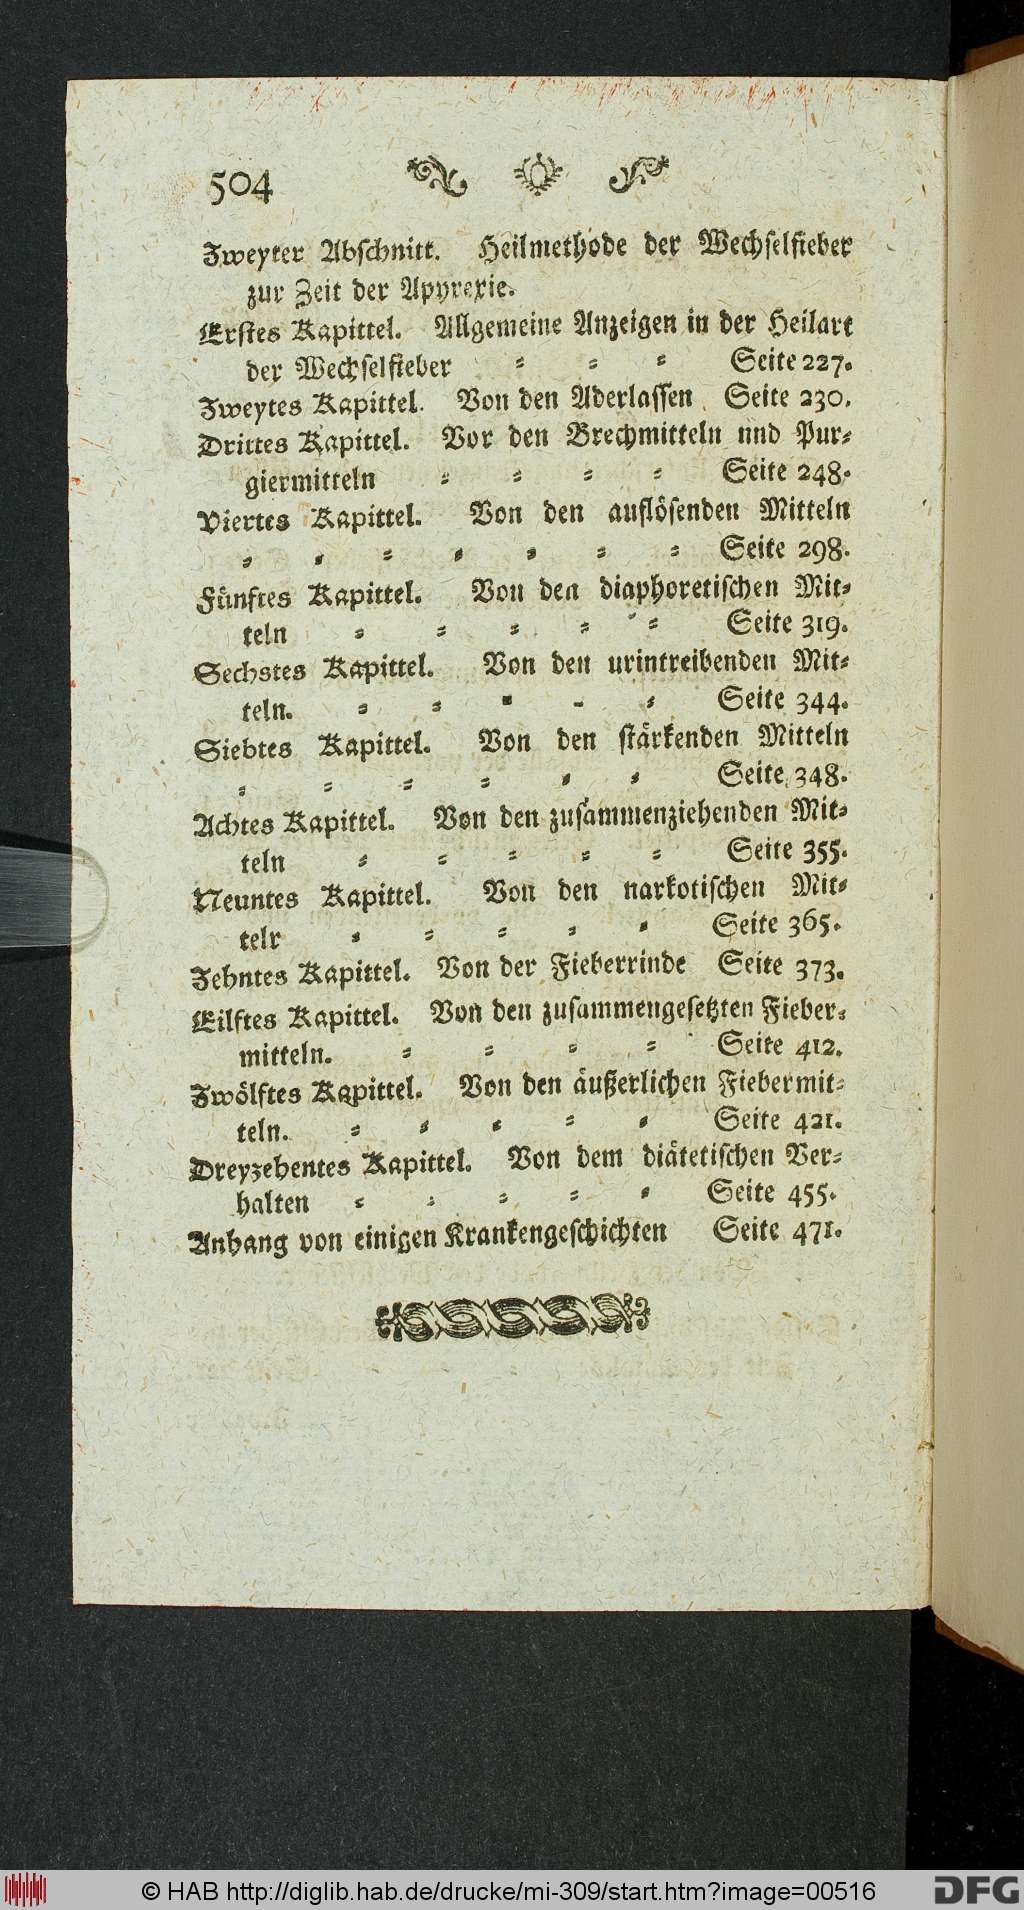 504
Zweyter Abschnitt. Heilmethode der Wechselfieber
zur Zeit der Apyrexie.
Erstes Kapittel. Allgemeine Anzeigen in der Heilart
der Wechselfieber = = = Seite 227.
Zweytes Kapittel. Von den Aderlassen Seite 230.
Drittes Kapittel. Vor den Brechmitteln nnd Pur=
giermitteln = = = = Seite 248.
Viertes Kapittel. Von den auflösenden Mitteln
= = = = = = = Seite 298.
Fünftes Kapittel. Von den diaphoretischen Mit=
teln = = = = = Seite 319.
Sechstes Kapittel. Von den urintreibenden Mit=
teln. = = = = = Seite 344.
Siebtes Kapittel. Von den stärkenden Mitteln
= = = = = = Seite 348.
Achtes Kapittel. Von den zusammenziehenden Mit=
teln = = = = = Seite 355.
Neuntes Kapittel. Von den narkotischen Mit=
telr = = = = = Seite 365.
Zehntes Kapittel. Von der Fieberrinde Seite 373.
Eilftes Kapittel. Von den zusammengesetzten Fieber=
mitteln. = = = = Seite 412.
Zwölftes Kapittel. Von den äußerlichen Fiebermit=
teln. = = = = = Seite 421.
Dreyzehentes Kapittel. Von dem diätetischen Ver=
halten = = = = = Seite 455.
Anhang von einigen Krankengeschichten Seite 471.
© HAB http://diglib.hab.de/drucke/mi-309/start.htm?image=00516
DFG